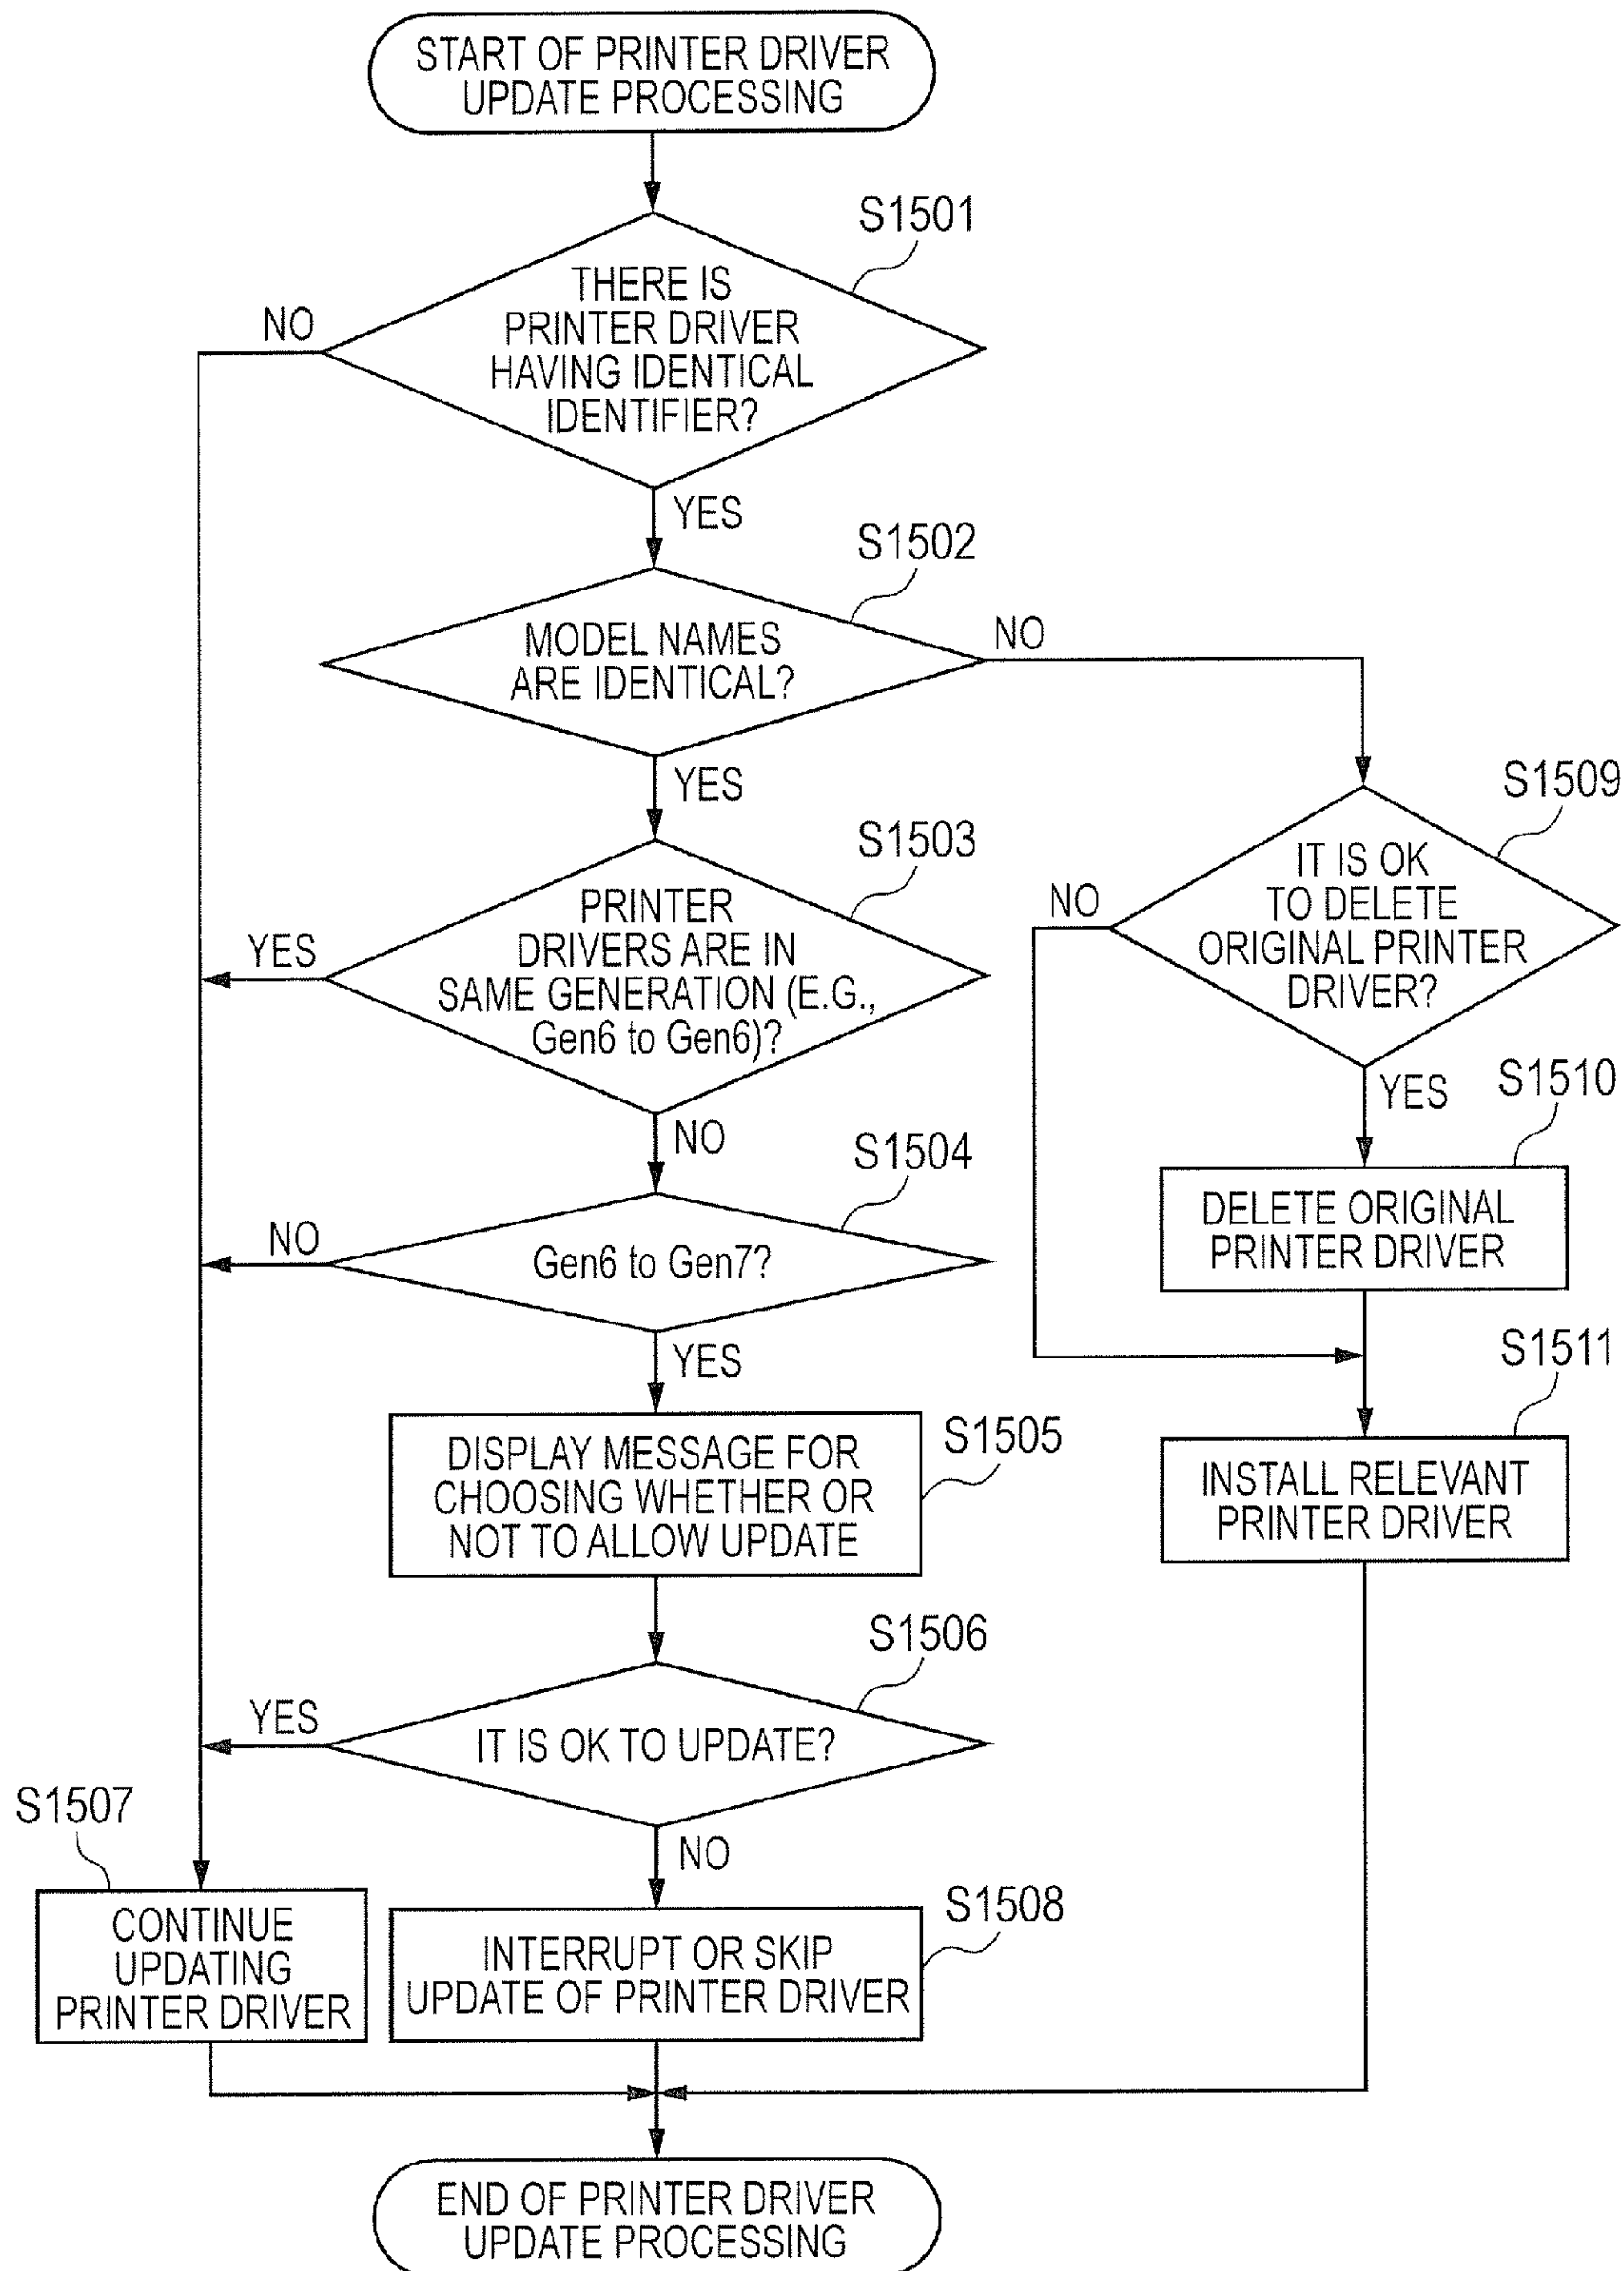 START OF PRINTER DRIVER
UPDATE PROCESSING
S1501
THERE IS
PRINTER DRIVER
HAVING IDENTICAL
IDENTIFIER?
NO
YES
S1502
MODEL NAMES
ARE IDENTICAL?
NO
YES
S1503
PRINTER
DRIVERS ARE IN
SAME GENERATION (E.G.,
Gen6 to Gen6)?
YES
NO
S1509
IT IS OK
TO DELETE
ORIGINAL PRINTER
DRIVER?
NO
YES
S1504
Gen6 to Gen7?
NO
YES
S1510
DELETE ORIGINAL
PRINTER DRIVER
S1505
DISPLAY MESSAGE FOR
CHOOSING WHETHER OR
NOT TO ALLOW UPDATE
S1511
INSTALL RELEVANT
PRINTER DRIVER
S1506
IT IS OK TO UPDATE?
YES
NO
S1507
CONTINUE
UPDATING
PRINTER DRIVER
S1508
INTERRUPT OR SKIP
UPDATE OF PRINTER DRIVER
END OF PRINTER DRIVER
UPDATE PROCESSING